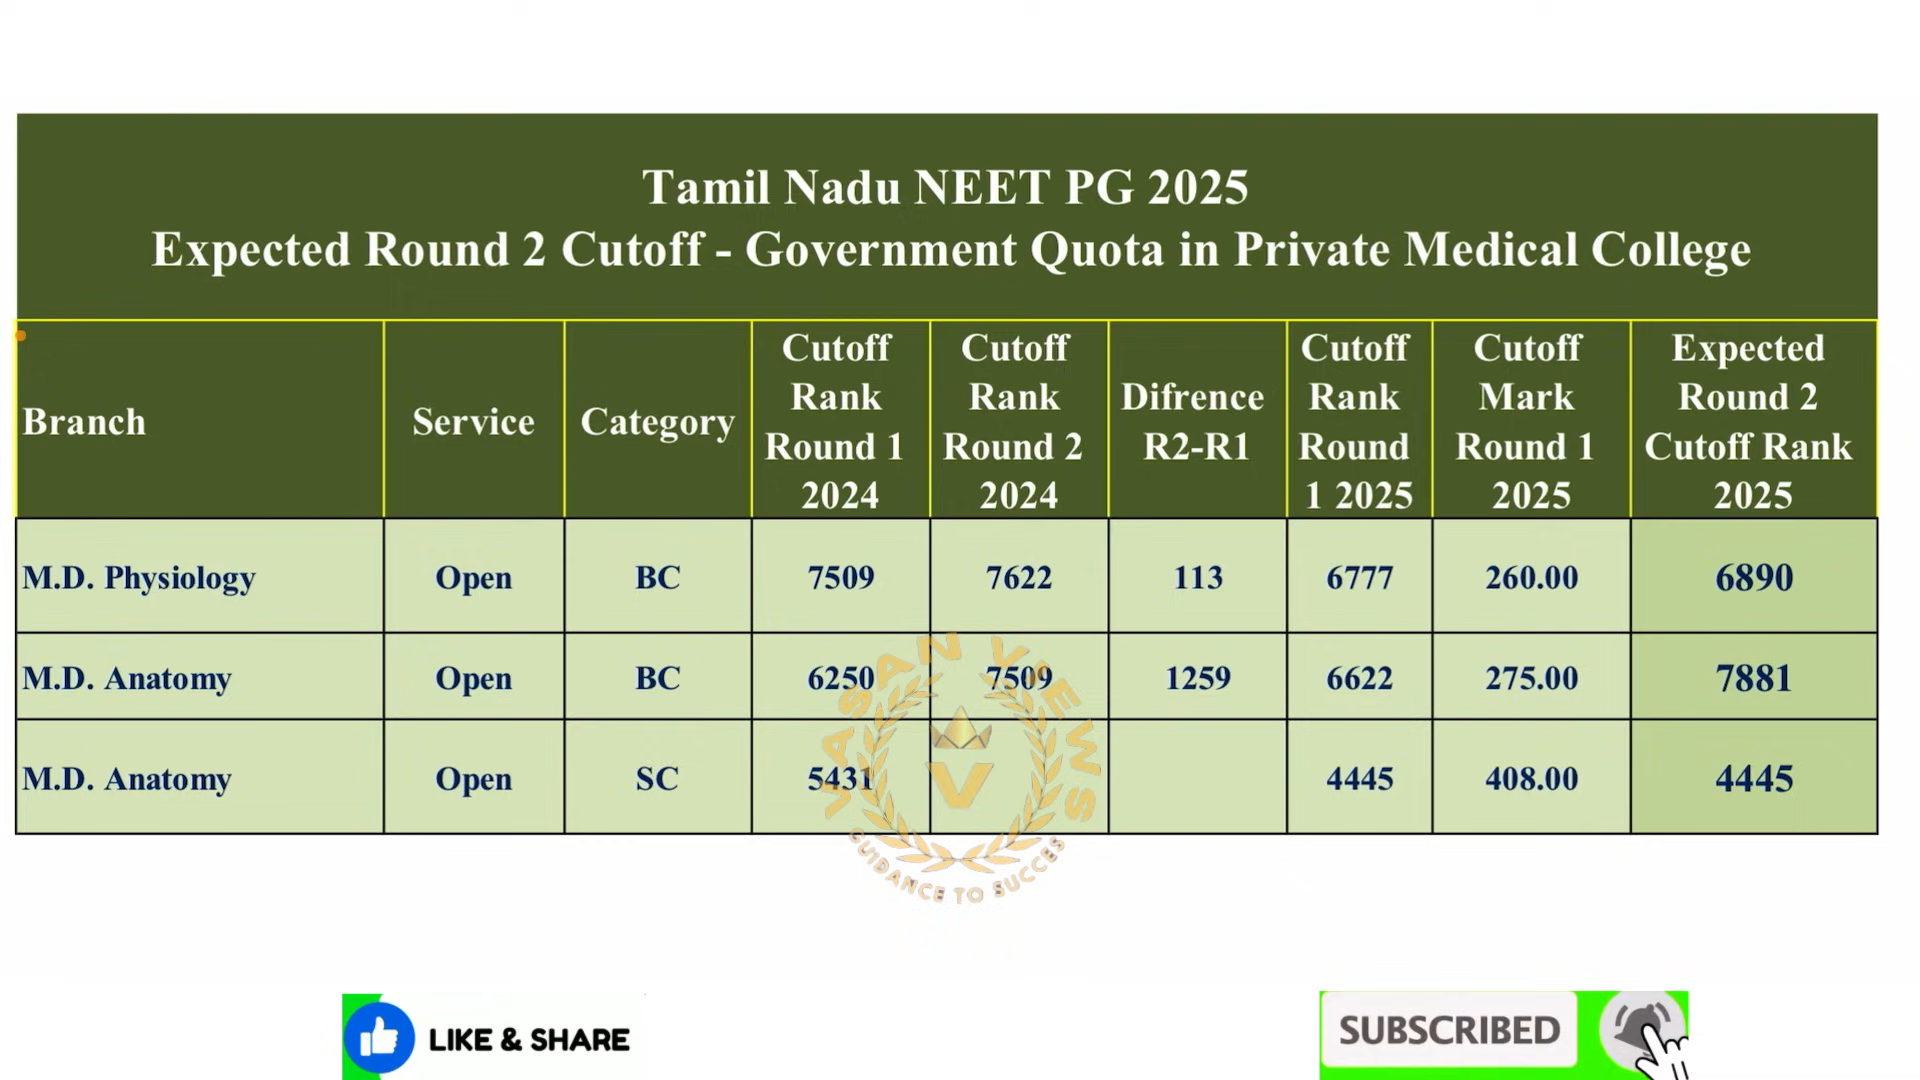 Tamil Nadu NEET PG 2025
Expected Round 2 Cutoff - Government Quota in Private Medical College
Branch
Service
Category
Cutoff
Rank
Round 1
2024
Cutoff
Rank
Round 2
2024
Difrence
R2-R1
Cutoff
Rank
Round
1 2025
Cutoff
Mark
Round 1
2025
Expected
Round 2
Cutoff Rank
2025
M.D. Physiology Open BC 7509 7622 113 6777 260.00 6890
M.D. Anatomy Open BC 6250 7509 1259 6622 275.00 7881
M.D. Anatomy Open SC 5431 4445 408.00 4445
VASAN VIEWS
V
GUIDANCE TO SUCCES
LIKE & SHARE
SUBSCRIBED